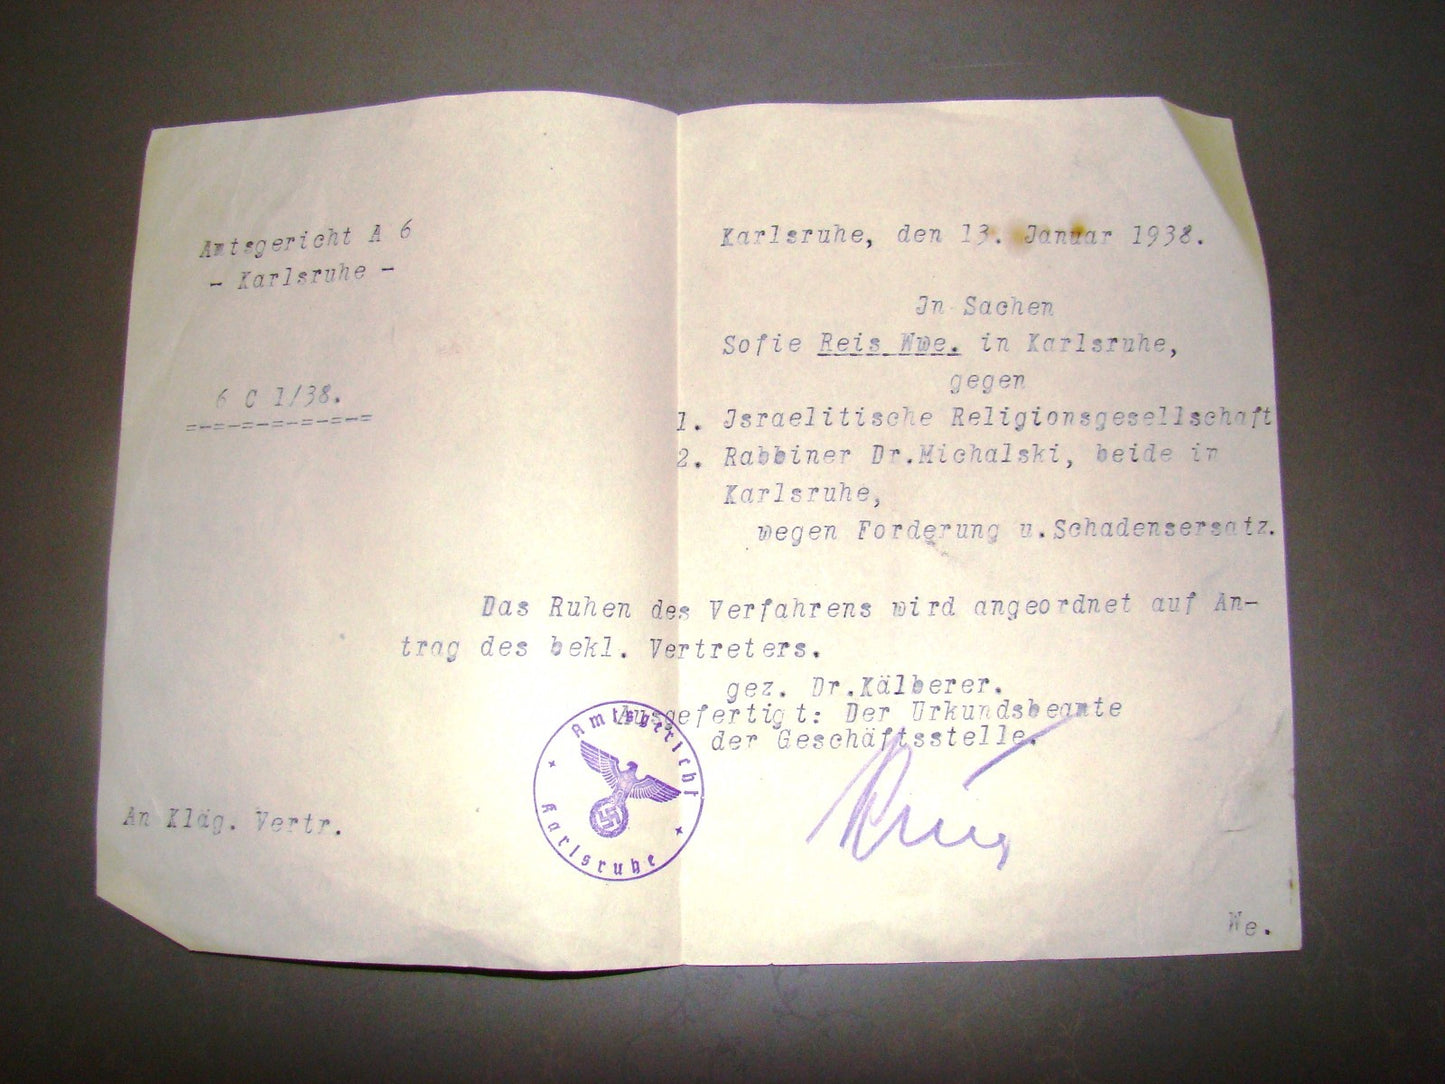 Amtsgericht A 6
- Karlsruhe -
6 C 1/38.
=-=-=-=-=-=-=
Karlsruhe, den 13. Januar 1938.
In Sachen
Sofie Reis Wwe. in Karlsruhe,
gegen
1. Israelitische Religionsgesellschaft
2. Rabbiner Dr.Michalski, beide in
Karlsruhe,
wegen Forderung u.Schadensersatz.
Das Ruhen des Verfahrens wird angeordnet auf An-
trag des bekl. Vertreters.
gez. Dr.Kälberer.
Ausgefertigt: Der Urkundsbeamte
der Geschäftsstelle.
Amtsgericht
Karlsruhe
An Kläg. Vertr.
We.